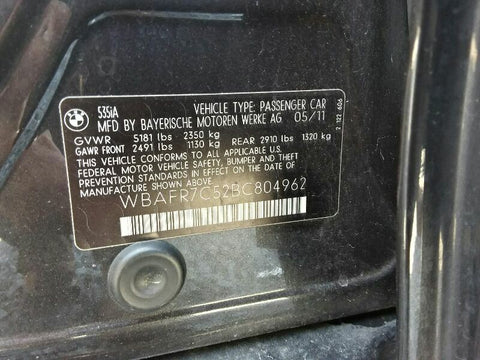 535iA VEHICLE TYPE: PASSENGER CAR
MFD BY BAYERISCHE MOTOREN WERKE AG 05/11
GVWR 5181 lbs 2350 kg
GAWR FRONT 2491 lbs 1130 kg REAR 2910 lbs 1320 kg
THIS VEHICLE CONFORMS TO ALL APPLICABLE
FEDERAL MOTOR VEHICLE SAFETY, BUMPER,
AND THEFT PREVENTION STANDARDS IN EFFECT
ON THE DATE OF MANUFACTURE SHOWN ABOVE.
WBAFR7C52BC804962